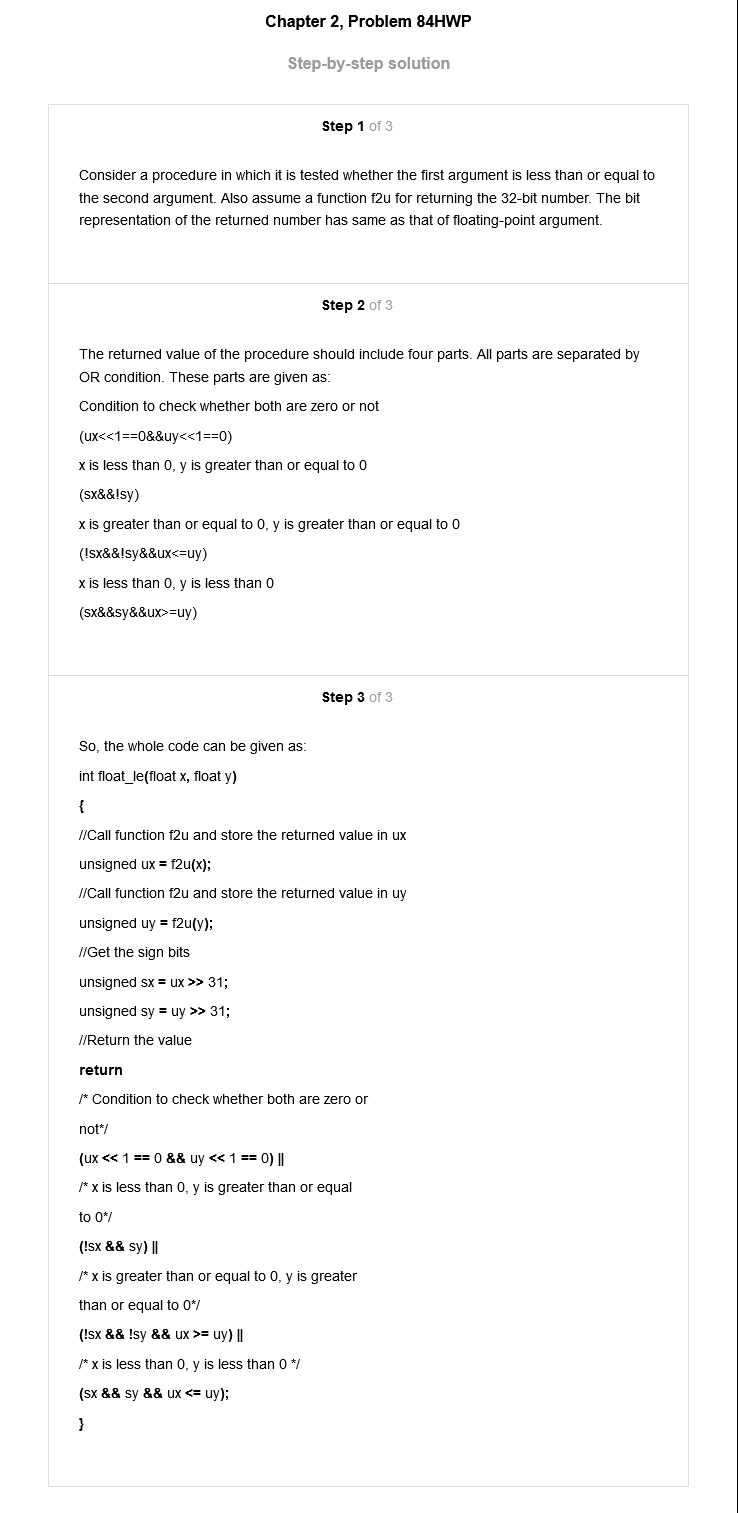 Chapter 2, Problem 84HWP
Step-by-step solution
Step 1 of 3
Consider a procedure in which it is tested whether the first argument is less than or equal to
the second argument. Also assume a function f2u for returning the 32-bit number. The bit
representation of the returned number has same as that of floating-point argument.
Step 2 of 3
The returned value of the procedure should include four parts. All parts are separated by
OR condition. These parts are given as:
Condition to check whether both are zero or not
(ux<<1==0&&uy<<1==0)
x is less than 0, y is greater than or equal to 0
(sx&&!sy)
x is greater than or equal to 0, y is greater than or equal to 0
(!sx&&!sy&&ux<=uy)
x is less than 0, y is less than 0
(sx&&sy&&ux>=uy)
Step 3 of 3
So, the whole code can be given as:
int float_le(float x, float y)
{
//Call function f2u and store the returned value in ux
unsigned ux = f2u(x);
//Call function f2u and store the returned value in uy
unsigned uy = f2u(y);
//Get the sign bits
unsigned sx = ux >> 31;
unsigned sy = uy >> 31;
//Return the value
return
/* Condition to check whether both are zero or
not*/
(ux << 1 == 0 && uy << 1 == 0) ||
/* x is less than 0, y is greater than or equal
to 0*/
(!sx && sy) ||
/* x is greater than or equal to 0, y is greater
than or equal to 0*/
(!sx && !sy && ux >= uy) ||
/* x is less than 0, y is less than 0 */
(sx && sy && ux <= uy);
}